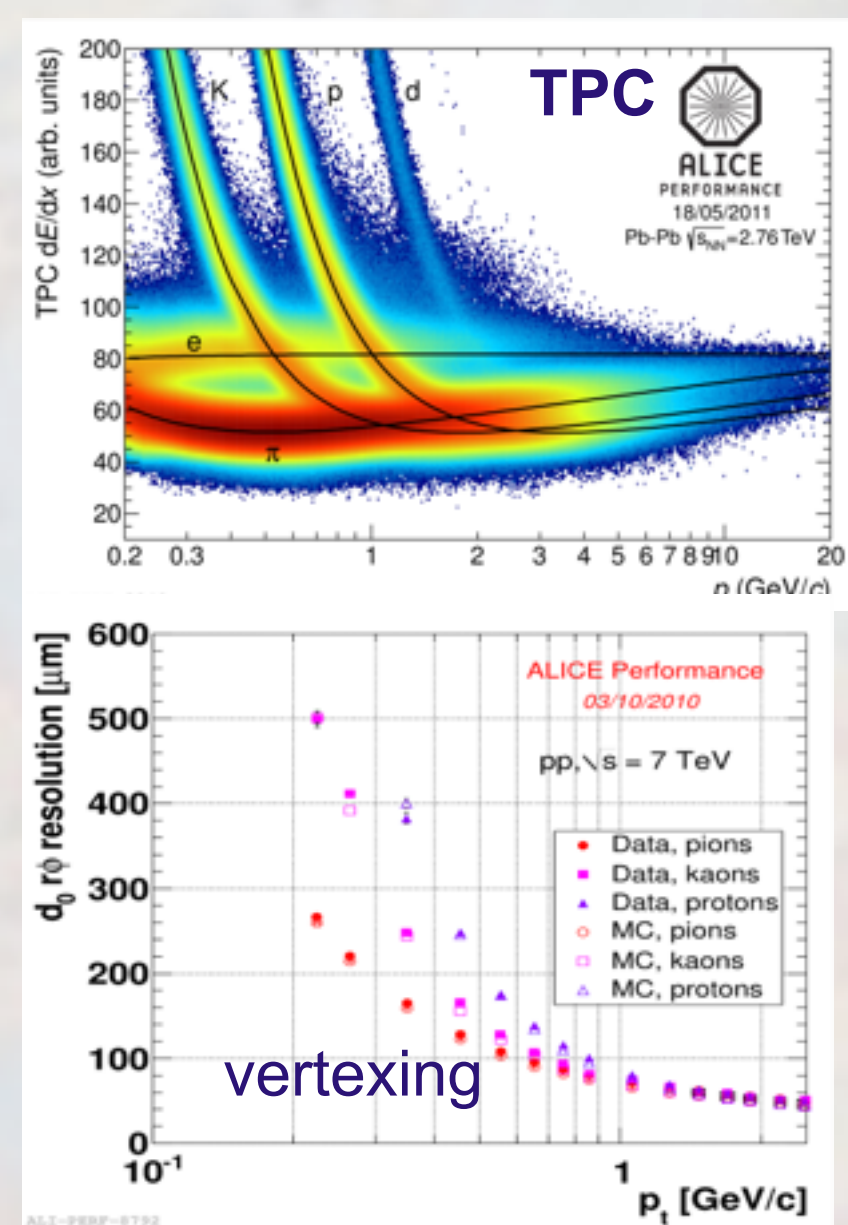 TPC
TPC dE/dx (arb. units)
200
180
160
140
120
100
80
60
40
20
K
p
d
e
π
ALICE
PERFORMANCE
18/05/2011
Pb-Pb √sNN=2.76TeV
0.2 0.3 1 2 3 4 5 6 7 8 9 10 20
p (GeV/c)
d0 rϕ resolution [μm]
600
500
400
300
200
100
0
ALICE Performance
03/10/2010
pp,√s = 7 TeV
Data, pions
Data, kaons
Data, protons
MC, pions
MC, kaons
MC, protons
vertexing
10-1 1
pt [GeV/c]
ALI-PERF-8792